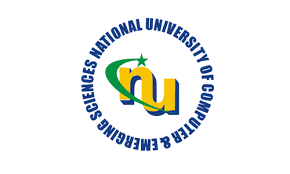 NATIONAL UNIVERSITY OF COMPUTER & EMERGING SCIENCES
nu